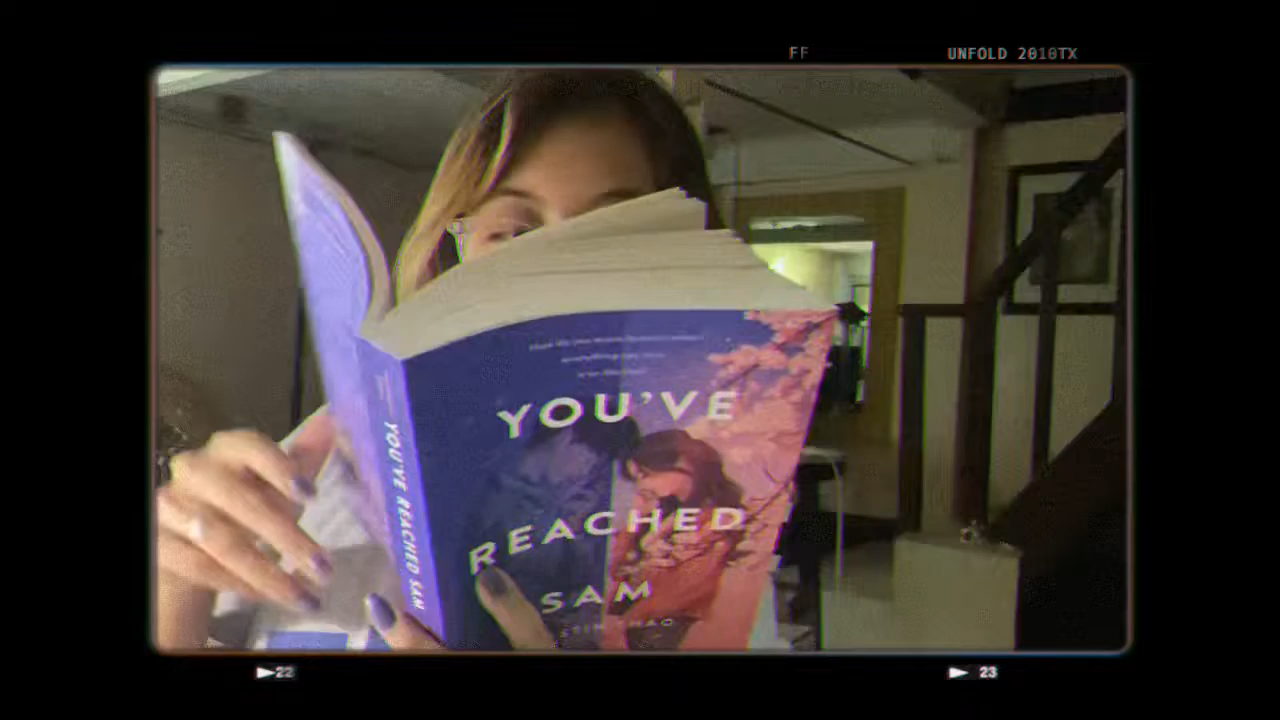 FF
UNFOLD 2010TX
YOU'VE
REACHED
SAM
YOU'VE REACHED SAM
22
23